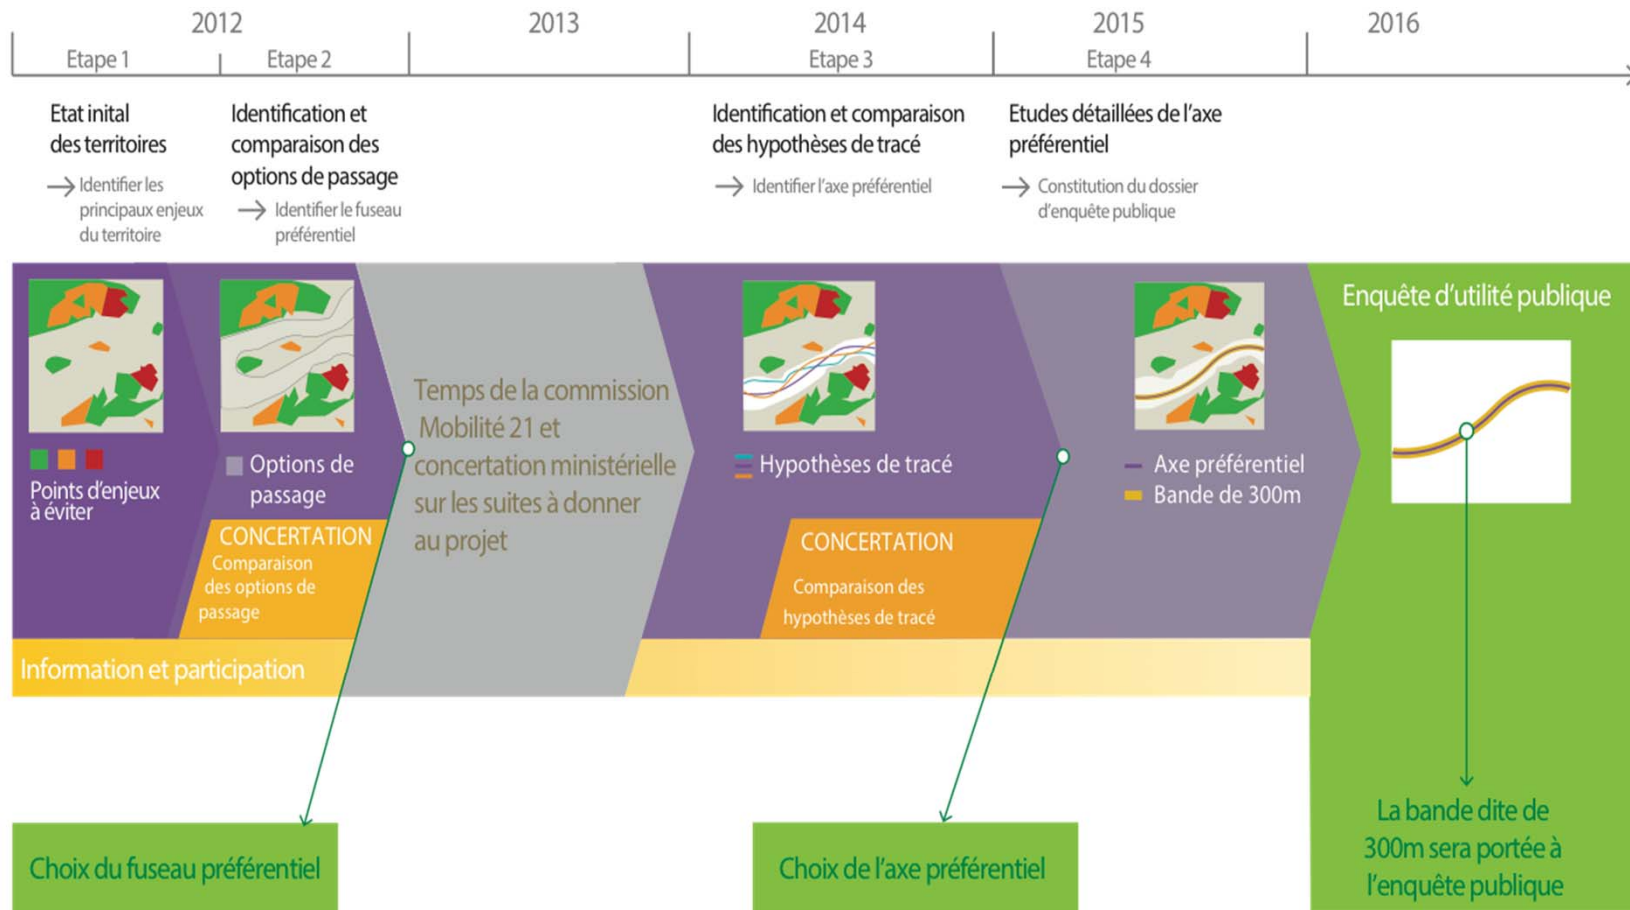 2012
2013
2014
2015
2016
Etape 1
Etape 2
Etape 3
Etape 4
Etat inital
des territoires
Identifier les
principaux enjeux
du territoire
Identification et
comparaison des
options de passage
Identifier le fuseau
préférentiel
Identification et comparaison
des hypothèses de tracé
Identifier l'axe préférentiel
Etudes détaillées de l'axe
préférentiel
Constitution du dossier
d'enquête publique
Points d'enjeux
à éviter
Options de
passage
CONCERTATION
Comparaison
des options de
passage
Temps de la commission
Mobilité 21 et
concertation ministérielle
sur les suites à donner
au projet
Hypothèses de tracé
CONCERTATION
Comparaison des
hypothèses de tracé
Axe préférentiel
Bande de 300m
Enquête d'utilité publique
Information et participation
Choix du fuseau préférentiel
Choix de l'axe préférentiel
La bande dite de
300m sera portée à
l'enquête publique